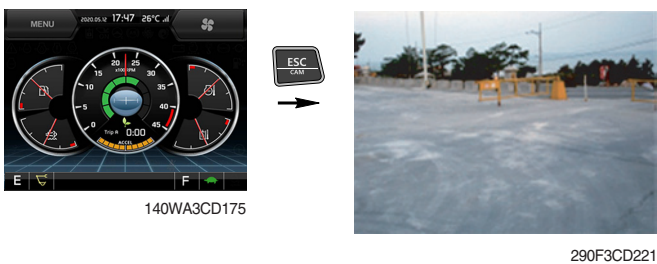 MENU 2020.05.12 17:47 26°C
x100 RPM
0 5 10 15 20 25 30 35 40 45
Trip A 0:00
ACCEL
E F
ESC
CAM
140WA3CD175
290F3CD221